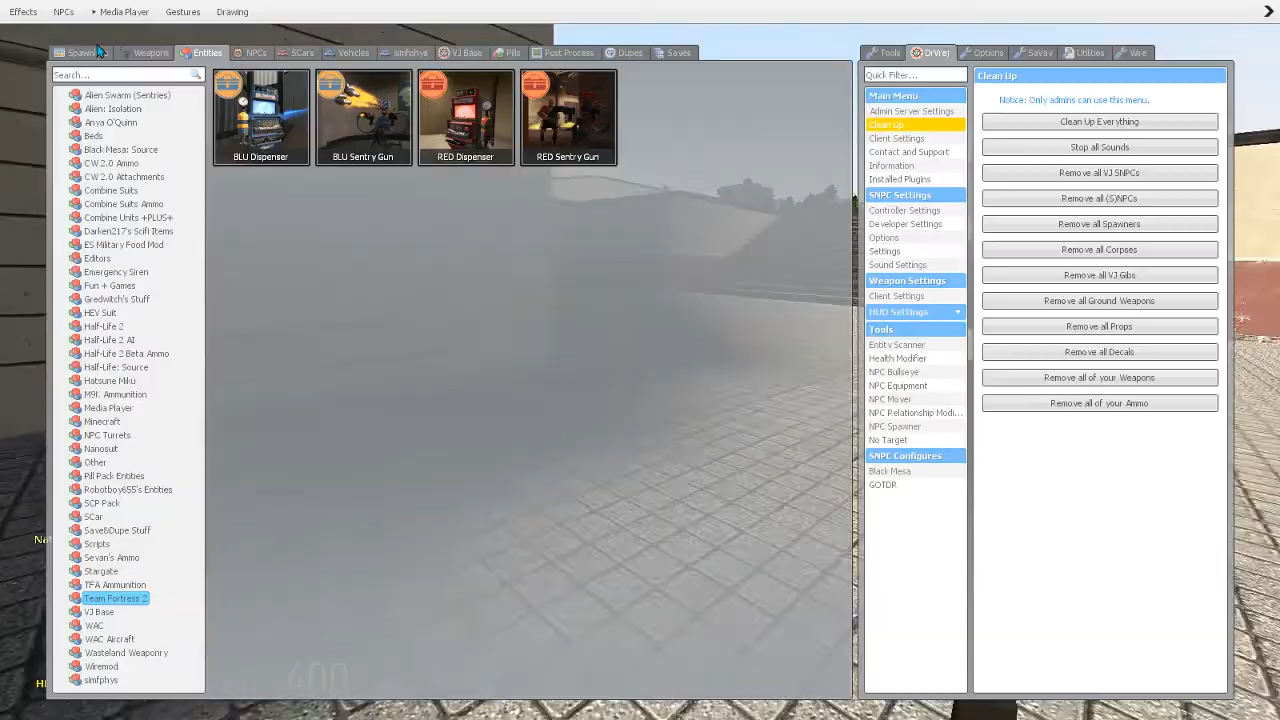 Effects NPCs Media Player Gestures Drawing
Weapons Entities NPCs SCars Vehicles simfphys VJ Base Pills Post Process Dupes Saves
Tools DrVrej Options Utilities Wire
Search...
Alien Swarm (Sentries)
Alien: Isolation
Anya O'Quinn
Beds
Black Mesa: Source
CW 2.0 Ammo
CW 2.0 Attachments
Combine Suits
Combine Suits Ammo
Combine Units +PLUS+
Darken217's Scifi Items
ES Military Food Mod
Editors
Emergency Siren
Fun + Games
Gredwitch's Stuff
HEV Suit
Half-Life 2
Half-Life 2 AI
Half-Life 2 Beta Ammo
Half-Life: Source
Hatsune Miku
M9K Ammunition
Media Player
Minecraft
NPC Turrets
Nanosuit
Other
Pill Pack Entities
Robotboy655's Entities
SCP Pack
SCar
Save&Dupe Stuff
Scripts
Sevan's Ammo
Stargate
TFA Ammunition
Team Fortress 2
VJ Base
WAC
WAC Aircraft
Wasteland Weaponry
Wiremod
simfphys
BLU Dispenser
BLU Sentry Gun
RED Dispenser
RED Sentry Gun
400
Quick Filter...
Main Menu
Admin Server Settings
Clean Up
Client Settings
Contact and Support
Information
Installed Plugins
SNPC Settings
Controller Settings
Developer Settings
Options
Settings
Sound Settings
Weapon Settings
Client Settings
HUD Settings
Tools
Entity Scanner
Health Modifier
NPC Bullseye
NPC Equipment
NPC Mover
NPC Relationship Modi...
NPC Spawner
No Target
SNPC Configures
Black Mesa
GOTDR
Clean Up
Notice: Only admins can use this menu.
Clean Up Everything
Stop all Sounds
Remove all VJ SNPCs
Remove all (S)NPCs
Remove all Spawners
Remove all Corpses
Remove all VJ Gibs
Remove all Ground Weapons
Remove all Props
Remove all Decals
Remove all of your Weapons
Remove all of your Ammo